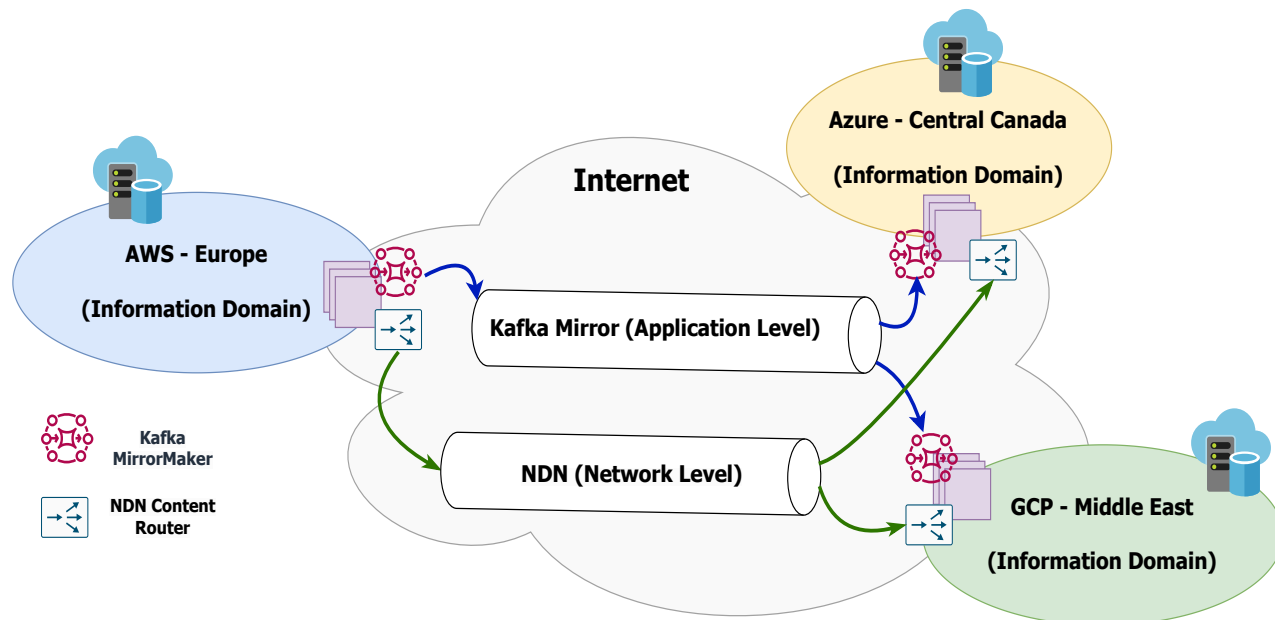 Azure - Central Canada
(Information Domain)
Internet
AWS - Europe
(Information Domain)
Kafka Mirror (Application Level)
NDN (Network Level)
Kafka
MirrorMaker
NDN Content
Router
GCP - Middle East
(Information Domain)